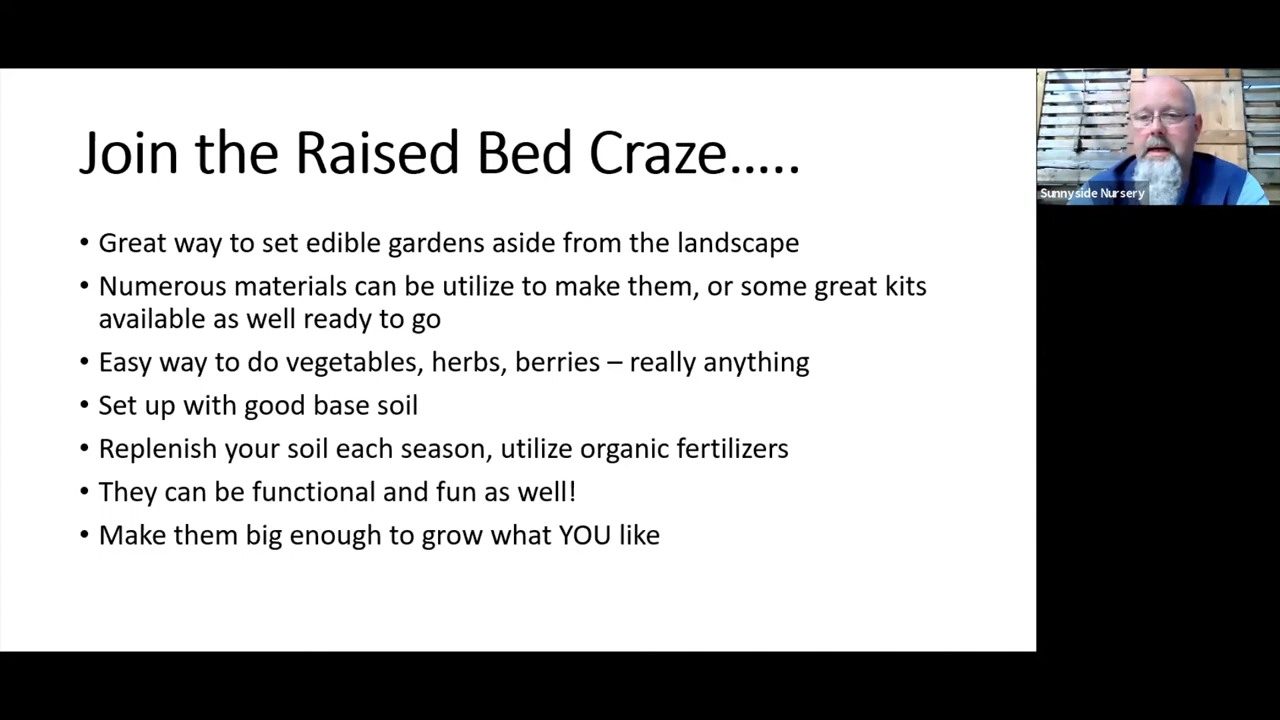 Join the Raised Bed Craze.....
• Great way to set edible gardens aside from the landscape
• Numerous materials can be utilize to make them, or some great kits
available as well ready to go
• Easy way to do vegetables, herbs, berries – really anything
• Set up with good base soil
• Replenish your soil each season, utilize organic fertilizers
• They can be functional and fun as well!
• Make them big enough to grow what YOU like
Sunnyside Nursery